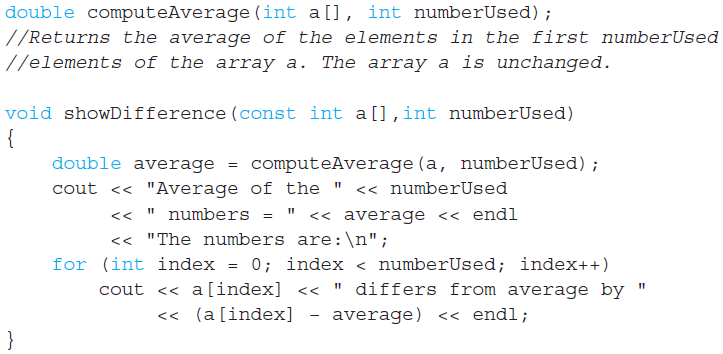 double computeAverage(int a[], int numberUsed);
//Returns the average of the elements in the first numberUsed
//elements of the array a. The array a is unchanged.
void showDifference(const int a[],int numberUsed)
{
    double average = computeAverage(a, numberUsed);
    cout << "Average of the " << numberUsed
         << " numbers = " << average << endl
         << "The numbers are:\n";
    for (int index = 0; index < numberUsed; index++)
        cout << a[index] << " differs from average by "
             << (a[index] − average) << endl;
}